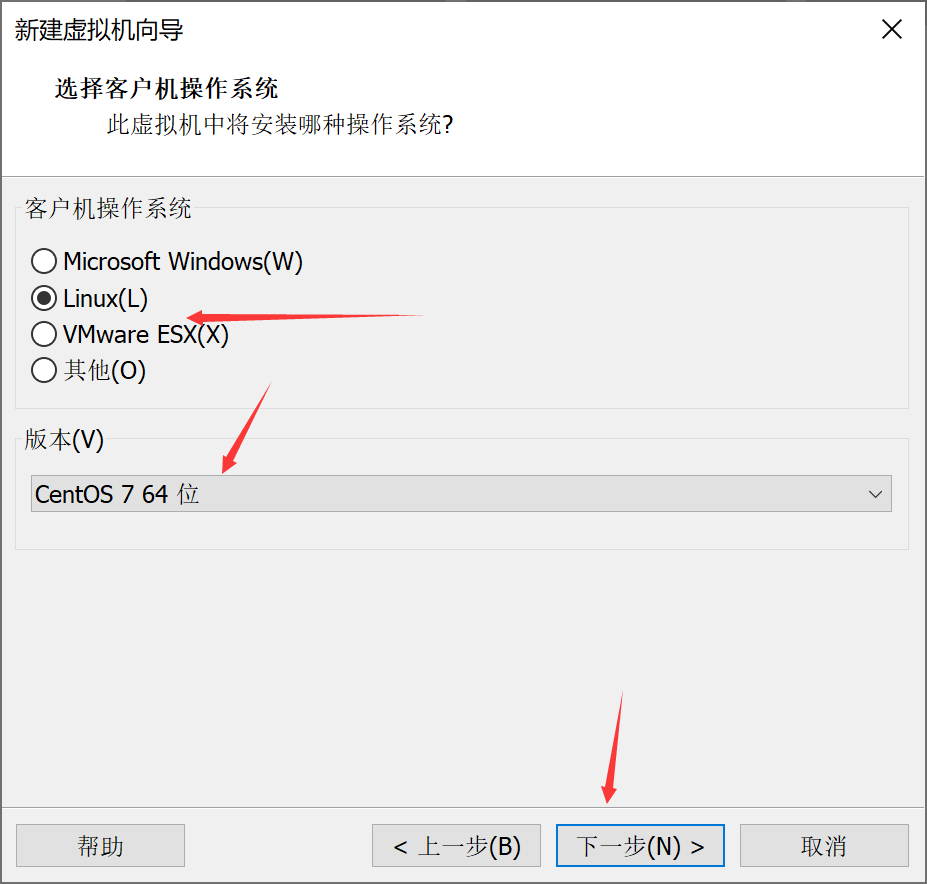 新建虚拟机向导
选择客户机操作系统
此虚拟机中将安装哪种操作系统?
客户机操作系统
Microsoft Windows(W)
Linux(L)
VMware ESX(X)
其他(O)
版本(V)
CentOS 7 64 位
帮助
< 上一步(B)
下一步(N) >
取消